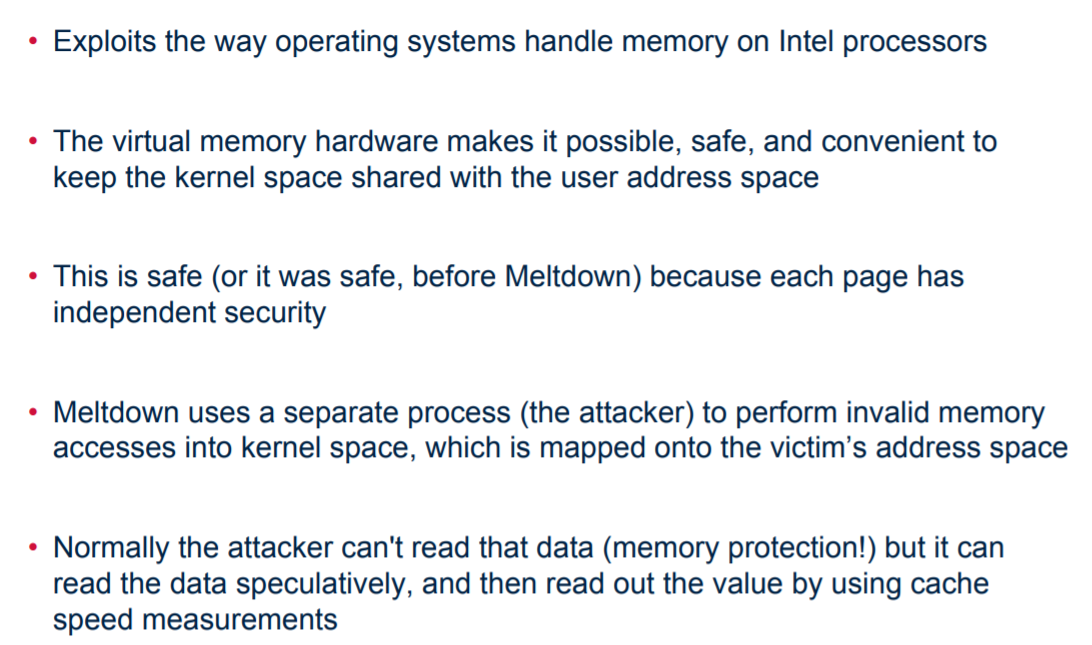 • Exploits the way operating systems handle memory on Intel processors
• The virtual memory hardware makes it possible, safe, and convenient to
keep the kernel space shared with the user address space
• This is safe (or it was safe, before Meltdown) because each page has
independent security
• Meltdown uses a separate process (the attacker) to perform invalid memory
accesses into kernel space, which is mapped onto the victim’s address space
• Normally the attacker can't read that data (memory protection!) but it can
read the data speculatively, and then read out the value by using cache
speed measurements